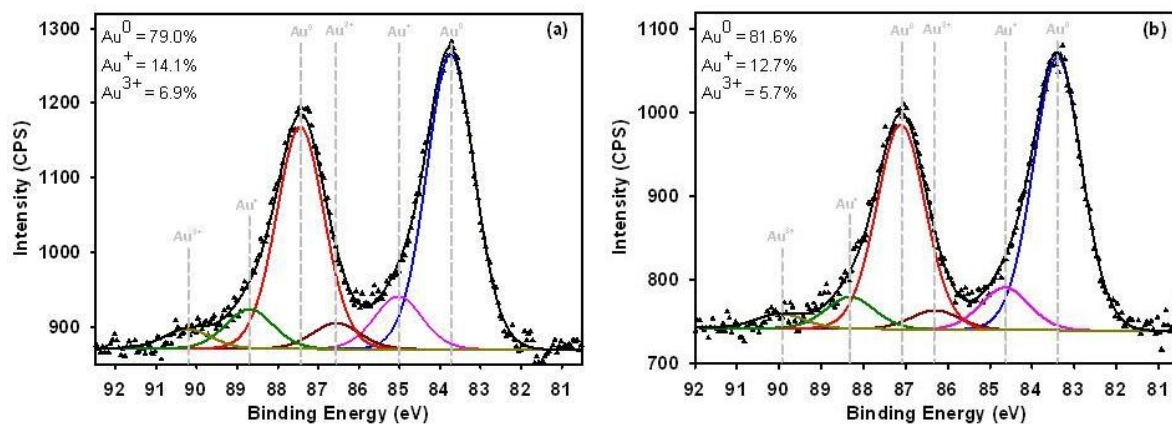 1300
1200
1100
1000
900
Intensity (CPS)
Au⁰ = 79.0%
Au⁺ = 14.1%
Au³⁺ = 6.9%
Au⁰ Au³⁺ Au⁺ Au⁰
(a)
Au⁺
Au³⁺
92 91 90 89 88 87 86 85 84 83 82 81
Binding Energy (eV)
1100
1000
900
800
700
Intensity (CPS)
Au⁰ = 81.6%
Au⁺ = 12.7%
Au³⁺ = 5.7%
Au⁰ Au³⁺ Au⁺ Au⁰
(b)
Au³⁺ Au⁺
92 91 90 89 88 87 86 85 84 83 82 81
Binding Energy (eV)